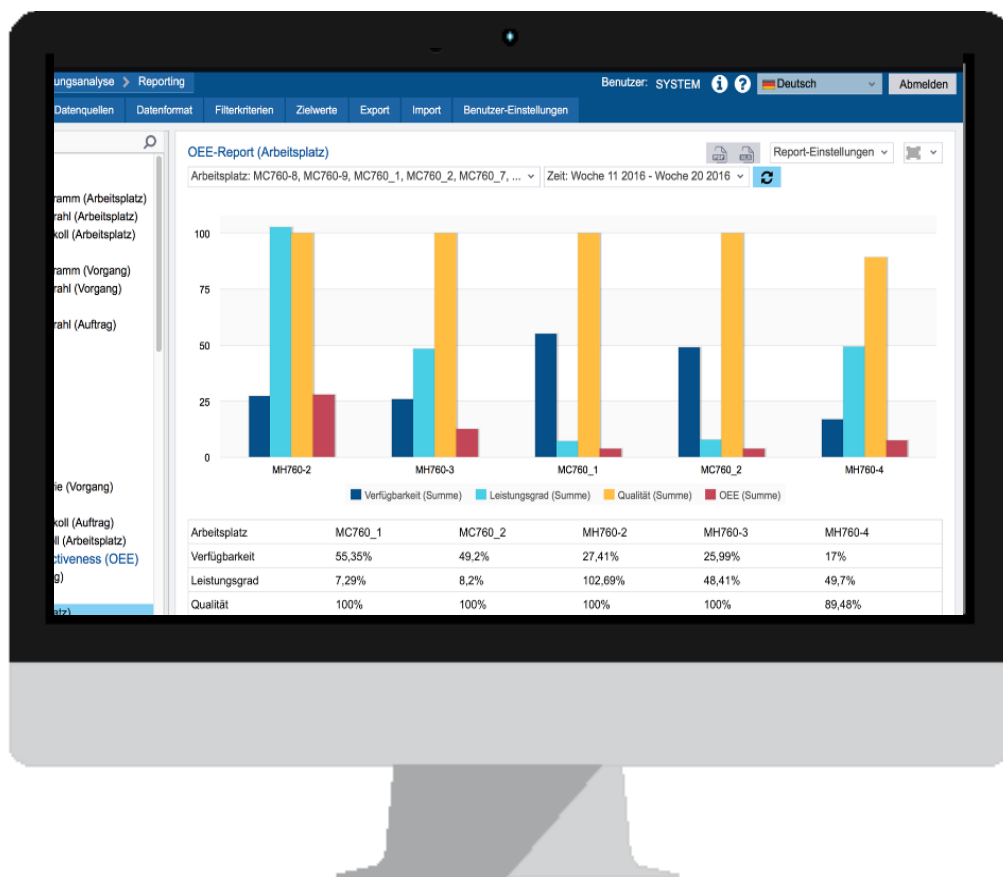 ungsanalyse > Reporting
Benutzer: SYSTEM
Deutsch
Abmelden
Datenquellen Datenformat Filterkriterien Zielwerte Export Import Benutzer-Einstellungen
OEE-Report (Arbeitsplatz)
Report-Einstellungen
Arbeitsplatz: MC760-8, MC760-9, MC760_1, MC760_2, MC760_7, ...
Zeit: Woche 11 2016 - Woche 20 2016
ramm (Arbeitsplatz)
rahl (Arbeitsplatz)
koll (Arbeitsplatz)
ramm (Vorgang)
rahl (Vorgang)
rahl (Auftrag)
ie (Vorgang)
koll (Auftrag)
ll (Arbeitsplatz)
ctiveness (OEE)
g)
atz)
100
75
50
25
0
MH760-2 MH760-3 MC760_1 MC760_2 MH760-4
Verfügbarkeit (Summe) Leistungsgrad (Summe) Qualität (Summe) OEE (Summe)
Arbeitsplatz MC760_1 MC760_2 MH760-2 MH760-3 MH760-4
Verfügbarkeit 55,35% 49,2% 27,41% 25,99% 17%
Leistungsgrad 7,29% 8,2% 102,69% 48,41% 49,7%
Qualität 100% 100% 100% 100% 89,48%